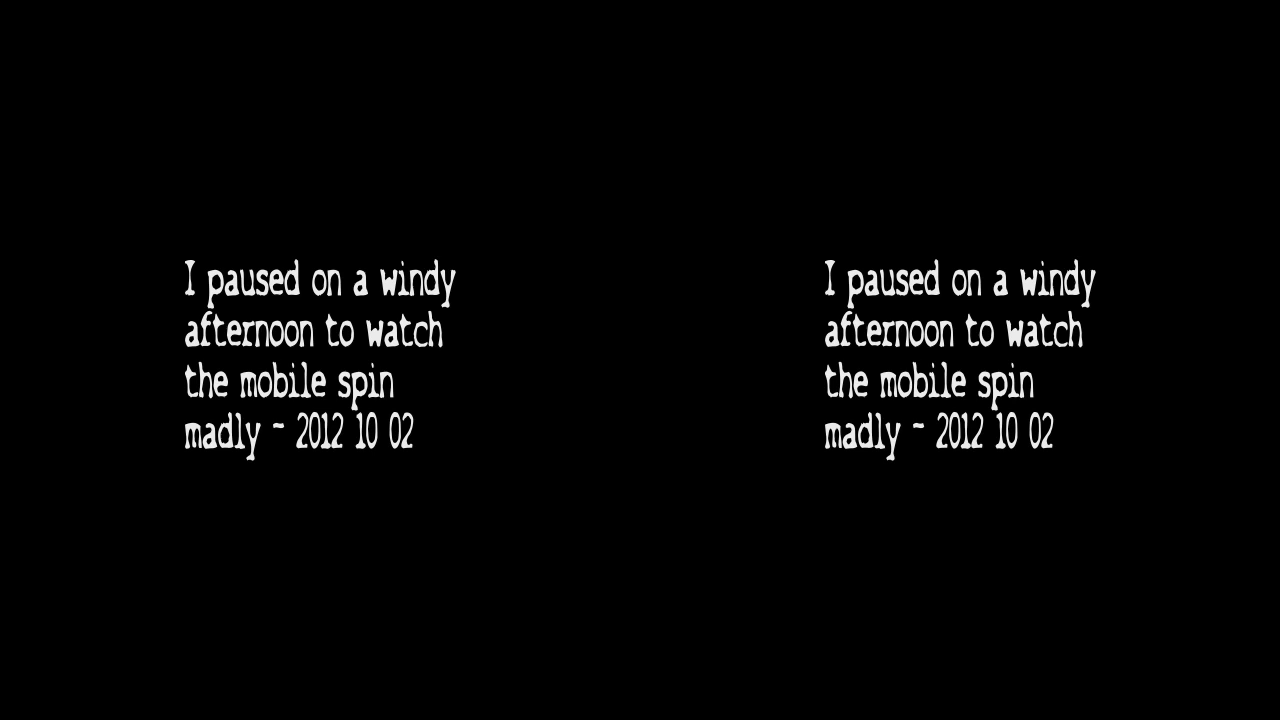 I paused on a windy
afternoon to watch
the mobile spin
madly ~ 2012 10 02
I paused on a windy
afternoon to watch
the mobile spin
madly ~ 2012 10 02